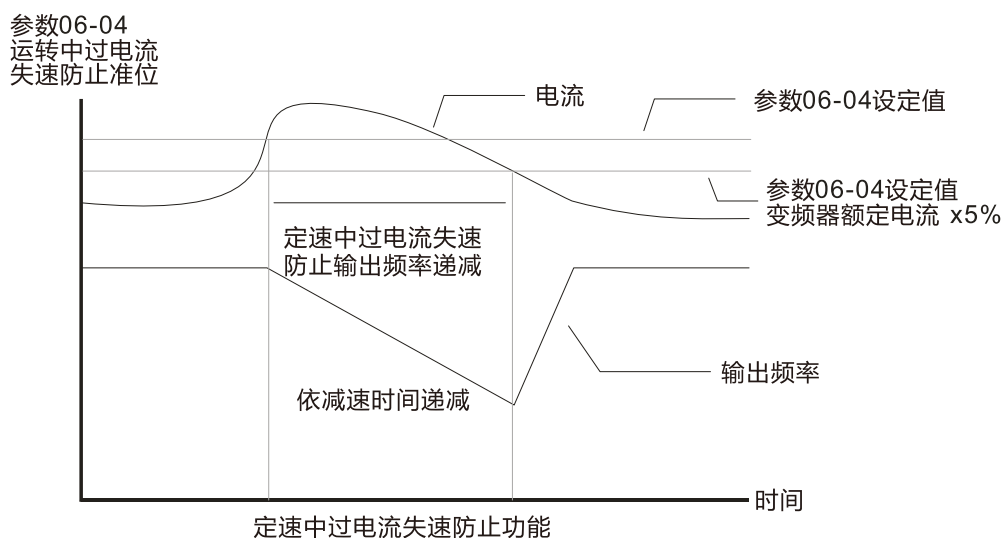 参数06-04
运转中过电流
失速防止准位
电流
参数06-04设定值
参数06-04设定值
变频器额定电流 x5%
定速中过电流失速
防止输出频率递减
输出频率
依减速时间递减
时间
定速中过电流失速防止功能